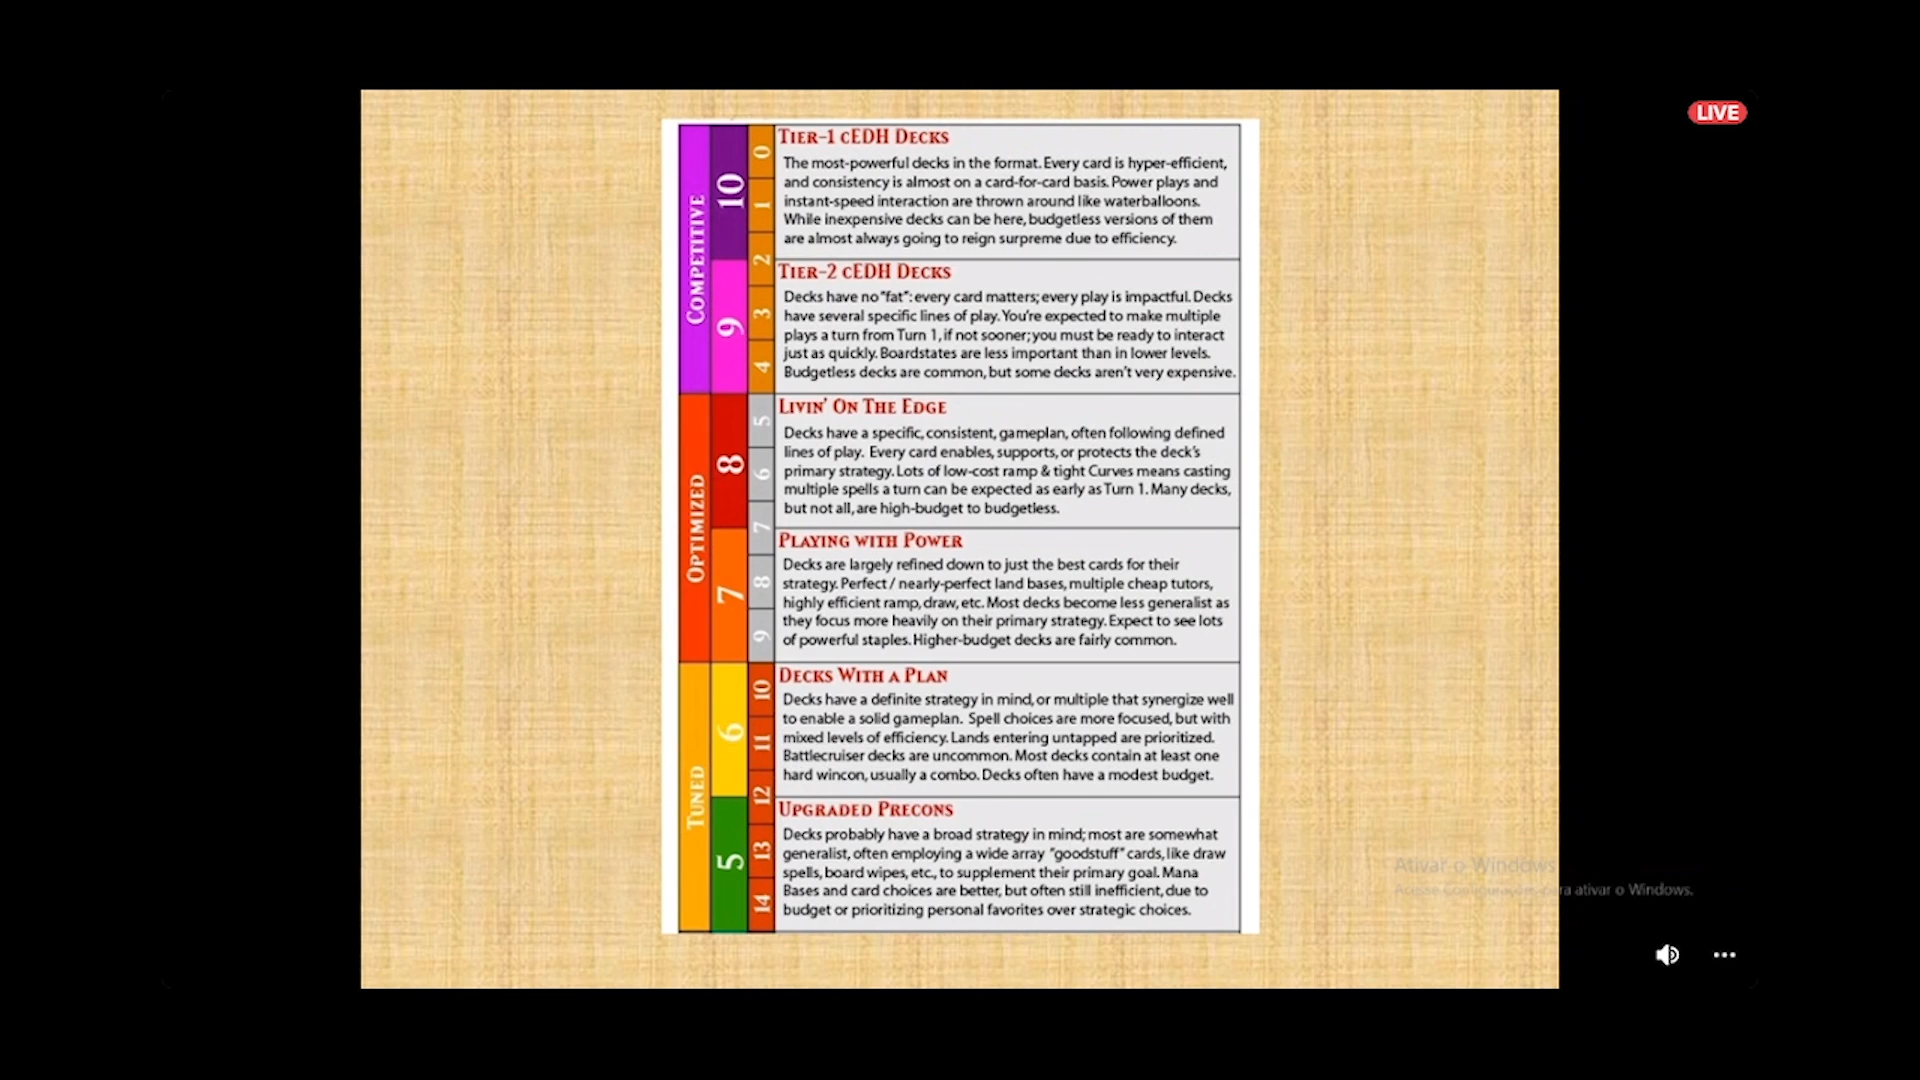 LIVE
COMPETITIVE
10
9
0
1
2
3
4
TIER-1 cEDH DECKS
The most-powerful decks in the format. Every card is hyper-efficient,
and consistency is almost on a card-for-card basis. Power plays and
instant-speed interaction are thrown around like waterballoons.
While inexpensive decks can be here, budgetless versions of them
are almost always going to reign surpreme due to efficiency.
TIER-2 cEDH DECKS
Decks have no "fat": every card matters; every play is impactful. Decks
have several specific lines of play. You're expected to make multiple
plays a turn from Turn 1, if not sooner; you must be ready to interact
just as quickly. Boardstates are less important than in lower levels.
Budgetless decks are common, but some decks aren't very expensive.
OPTIMIZED
8
7
5
6
7
8
9
LIVIN' ON THE EDGE
Decks have a specific, consistent, gameplan, often following defined
lines of play. Every card enables, supports, or protects the deck's
primary strategy. Lots of low-cost ramp & tight Curves means casting
multiple spells a turn can be expected as early as Turn 1. Many decks,
but not all, are high-budget to budgetless.
PLAYING WITH POWER
Decks are largely refined down to just the best cards for their
strategy. Perfect / nearly-perfect land bases, multiple cheap tutors,
highly efficient ramp, draw, etc. Most decks become less generalist as
they focus more heavily on their primary strategy. Expect to see lots
of powerful staples. Higher-budget decks are fairly common.
TUNED
6
5
10
11
12
13
14
DECKS WITH A PLAN
Decks have a definite strategy in mind, or multiple that synergize well
to enable a solid gameplan. Spell choices are more focused, but with
mixed levels of efficiency. Lands entering untapped are prioritized.
Battlecruiser decks are uncommon. Most decks contain at least one
hard wincon, usually a combo. Decks often have a modest budget.
UPGRADED PRECONS
Decks probably have a broad strategy in mind; most are somewhat
generalist, often employing a wide array "goodstuff" cards, like draw
spells, board wipes, etc., to supplement their primary goal. Mana
Bases and card choices are better, but often still inefficient, due to
budget or prioritizing personal favorites over strategic choices.
Ativar o Windows
Acesse Configurações para ativar o Windows.